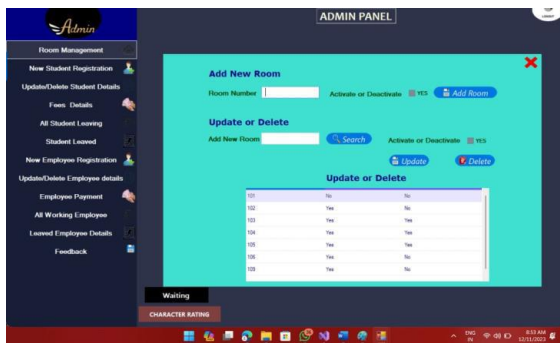 ADMIN PANEL
LOGOUT
Admin
Room Management
New Student Registration
Update/Delete Student Details
Fees Details
All Student Leaving
Student Leaved
New Employee Registration
Update/Delete Employee details
Employee Payment
All Working Employee
Leaved Employee Details
Feedback
Add New Room
Room Number
Activate or Deactivate YES Add Room
Update or Delete
Add New Room Search Activate or Deactivate YES
Update Delete
Update or Delete
101 No No
102 Yes No
103 Yes Yes
104 Yes Yes
105 Yes Yes
106 Yes No
Yes No
Waiting
CHARACTER RATING
ENG 8:53 AM
IN 12/11/2023